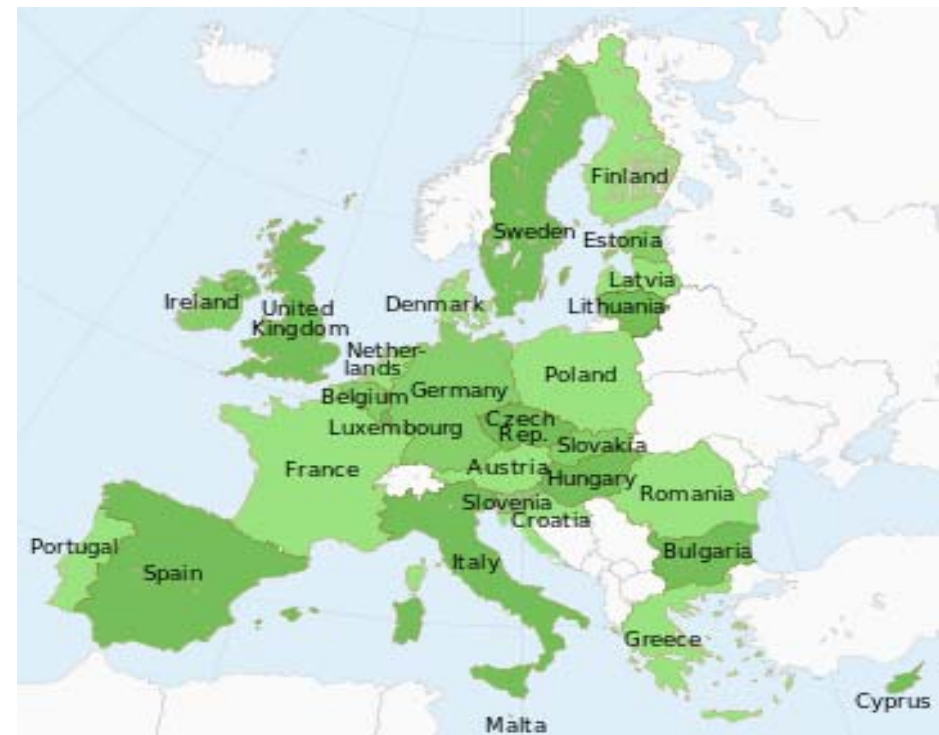 Finland
Sweden
Estonia
Latvia
Lithuania
Ireland
United
Kingdom
Denmark
Nether-
lands
Belgium
Germany
Poland
Luxembourg
Czech
Rep.
Slovakia
France
Austria
Hungary
Romania
Slovenia
Croatia
Portugal
Spain
Italy
Bulgaria
Greece
Cyprus
Malta